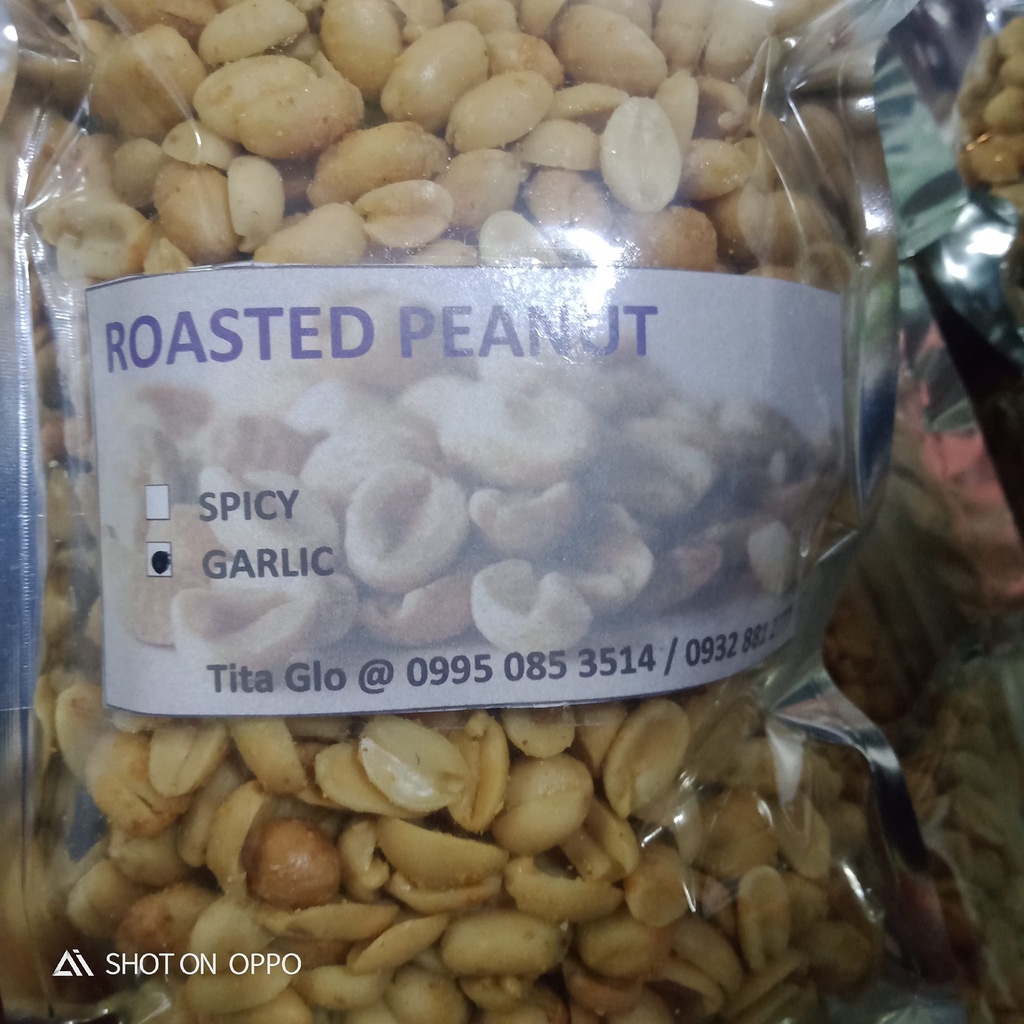 ROASTED PEANUT
SPICY
GARLIC
Tita Glo @ 0995 085 3514 / 0932 881
SHOT ON OPPO